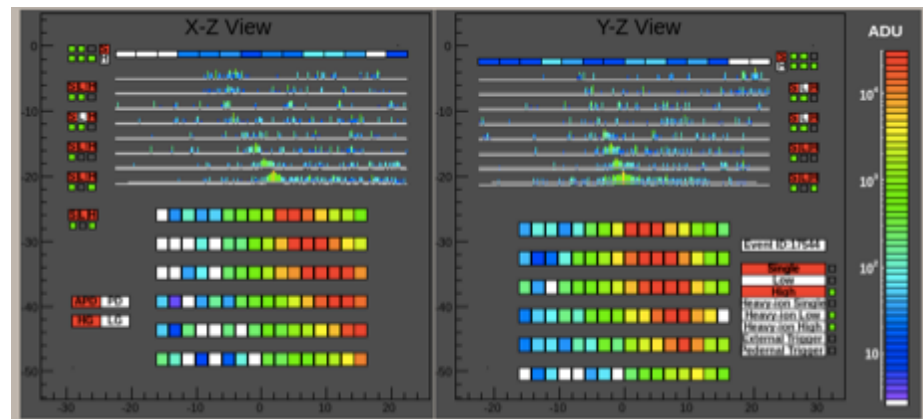 X-Z View
Y-Z View
ADU
0
-10
-20
-30
-40
-50
-30 -20 -10 0 10 20
-20 -10 0 10 20 30
10⁴
10³
10²
10
S L H
S L H
S L H
S L H
S L H
S L H
S L H
S L H
APD PD
HG LG
Event ID:17544
Single
Low
High
Heavy-ion Single
Heavy-ion Low
Heavy-ion High
External Trigger